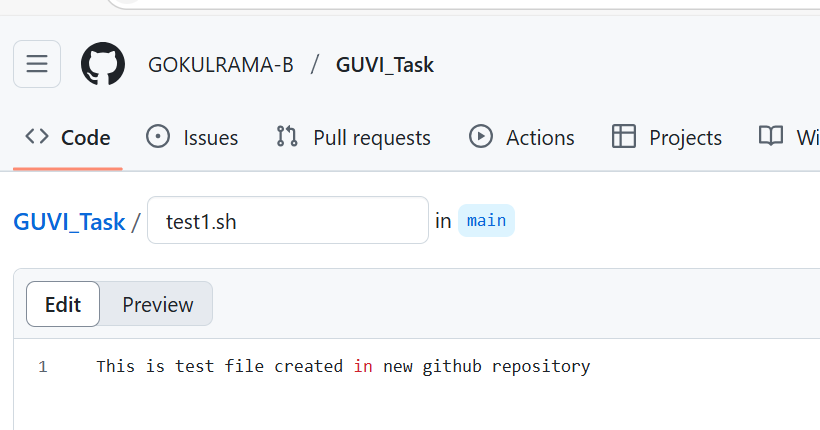 GOKULRAMA-B / GUVI_Task
Code Issues Pull requests Actions Projects Wi
GUVI_Task / test1.sh in main
Edit Preview
1 This is test file created in new github repository